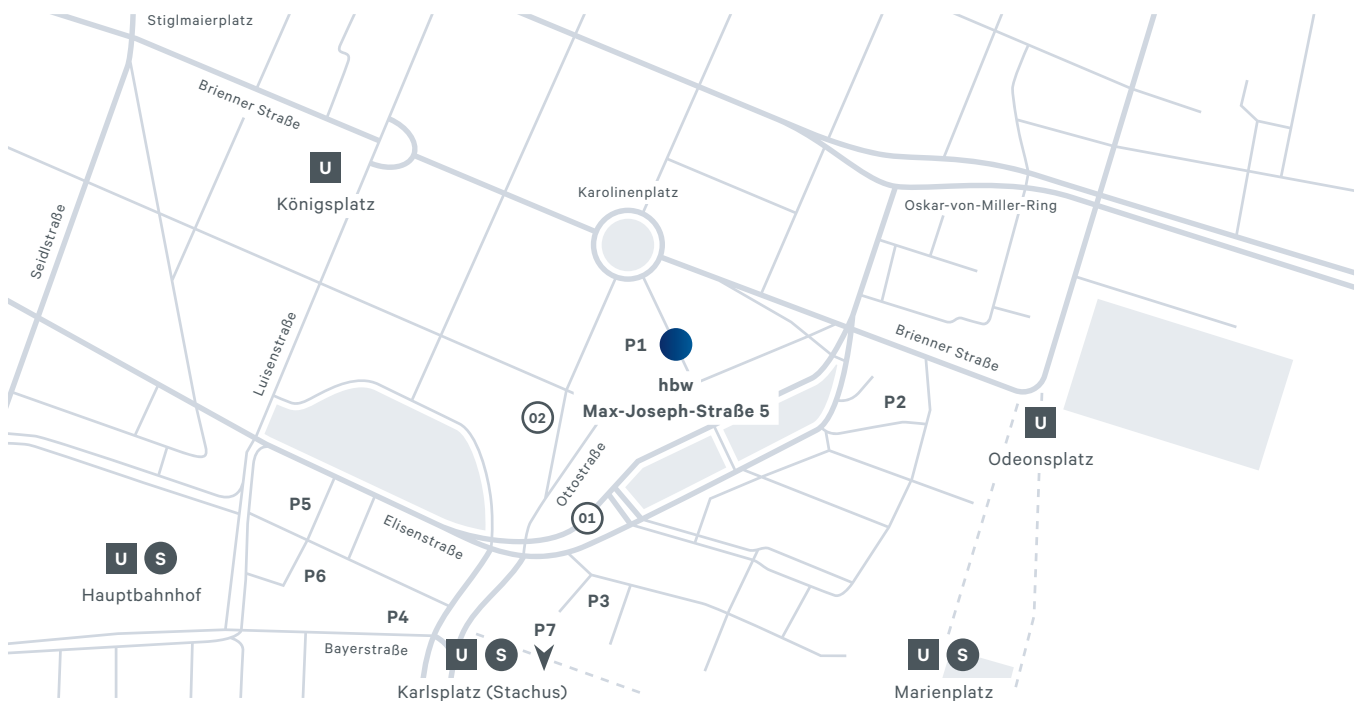 Stiglmaierplatz
Brienner Straße
U
Königsplatz
Karolinenplatz
Oskar-von-Miller-Ring
Seidlstraße
Luisenstraße
P1
hbw
Max-Joseph-Straße 5
Brienner Straße
P2
02
U
Odeonsplatz
Ottostraße
01
P5
Elisenstraße
U S
Hauptbahnhof
P6
P4
P3
P7
Bayerstraße
U S
Karlsplatz (Stachus)
U S
Marienplatz